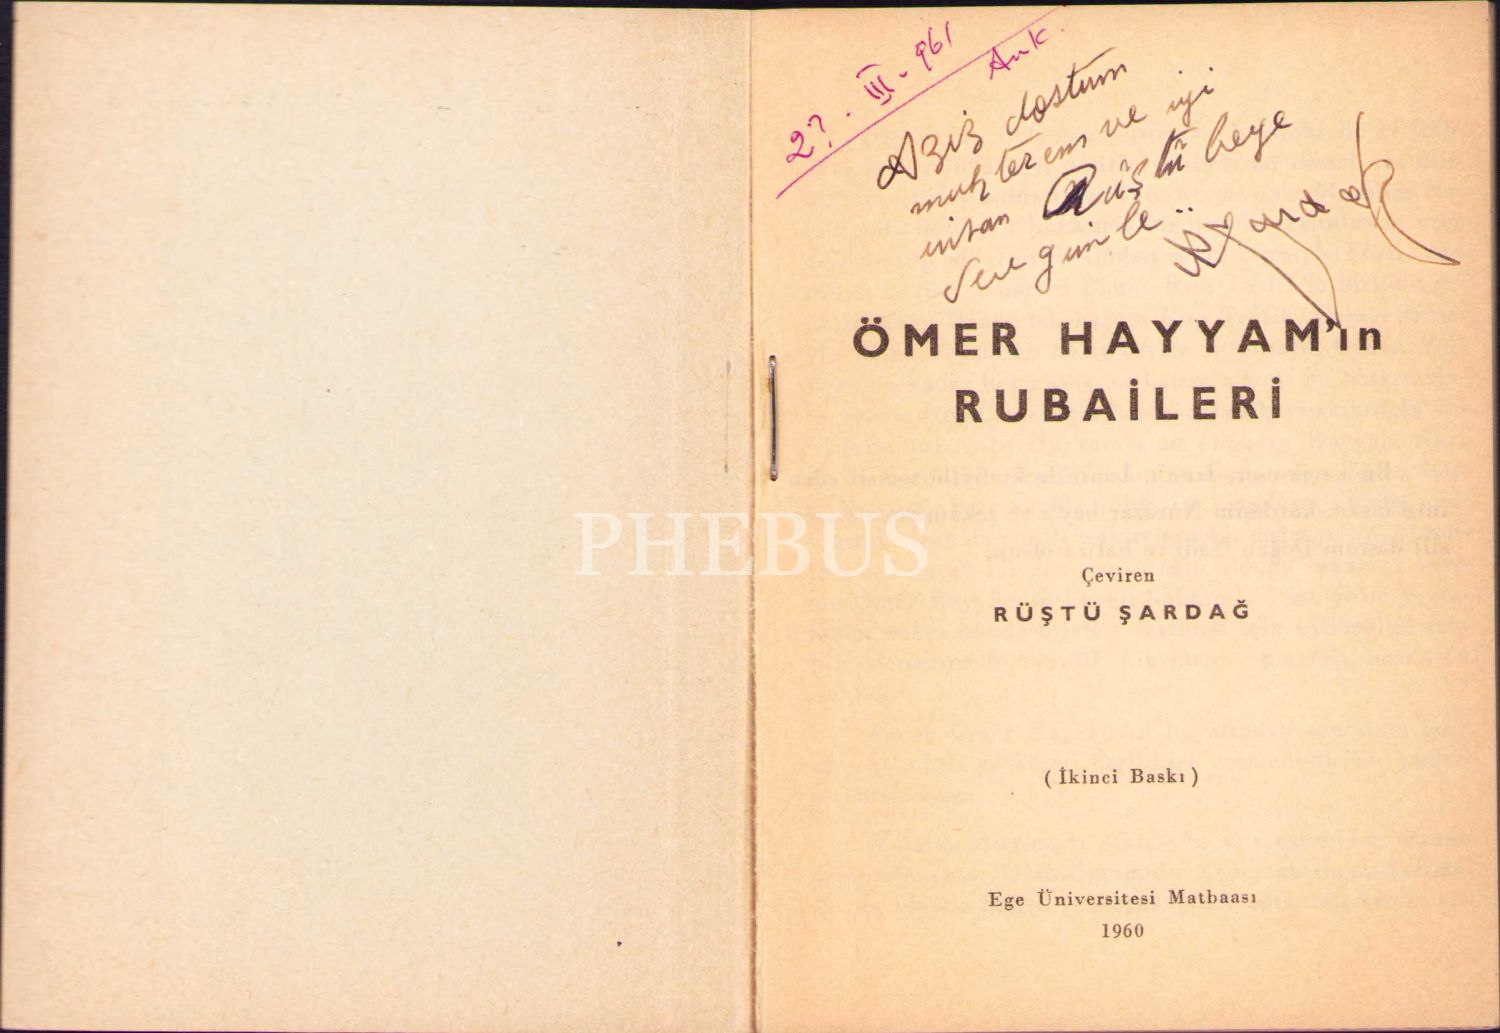 27 · III - 961
Ank.
Aziz dostum
muhterem ve iyi
insan Rüştü beye
Sevgimle..
R Şardağ
ÖMER HAYYAM'ın
RUBAİLERİ
PHEBUS
Çeviren
RÜŞTÜ ŞARDAĞ
( İkinci Baskı )
Ege Üniversitesi Matbaası
1960